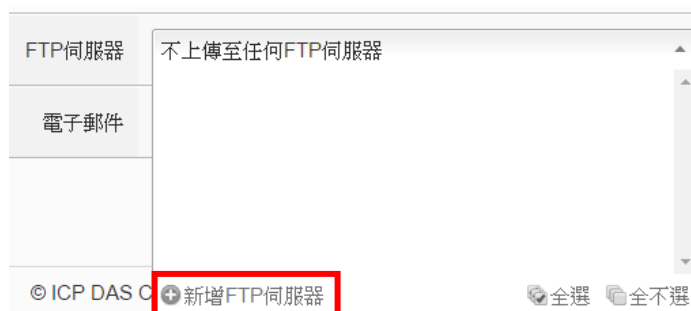 FTP伺服器
不上傳至任何FTP伺服器
電子郵件
© ICP DAS C
新增FTP伺服器
全選
全不選